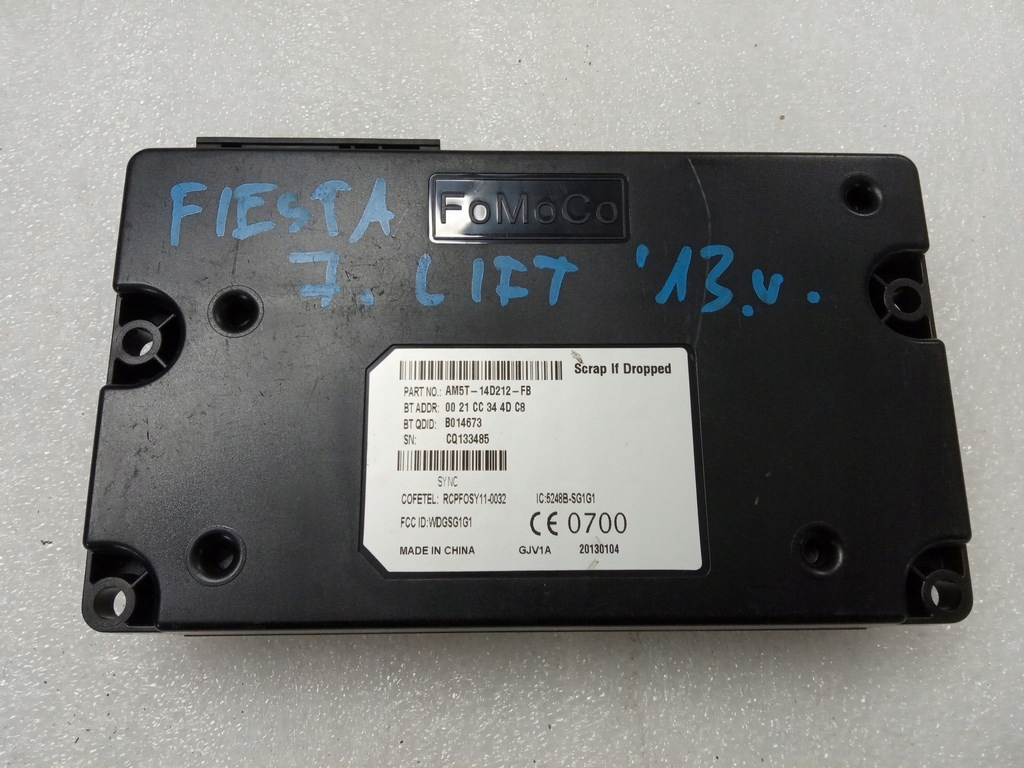 FoMoCo
FIESTA
7. LIFT '13.v.
Scrap If Dropped
PART NO.: AM5T-14D212-FB
BT ADDR: 00 21 CC 34 4D C8
BT QDID: B014673
SN: CQ133485
SYNC
COFETEL: RCPFOSY11-0032 IC:5248B-SG1G1
FCC ID:WDGSG1G1 CE 0700
MADE IN CHINA GJV1A 20130104